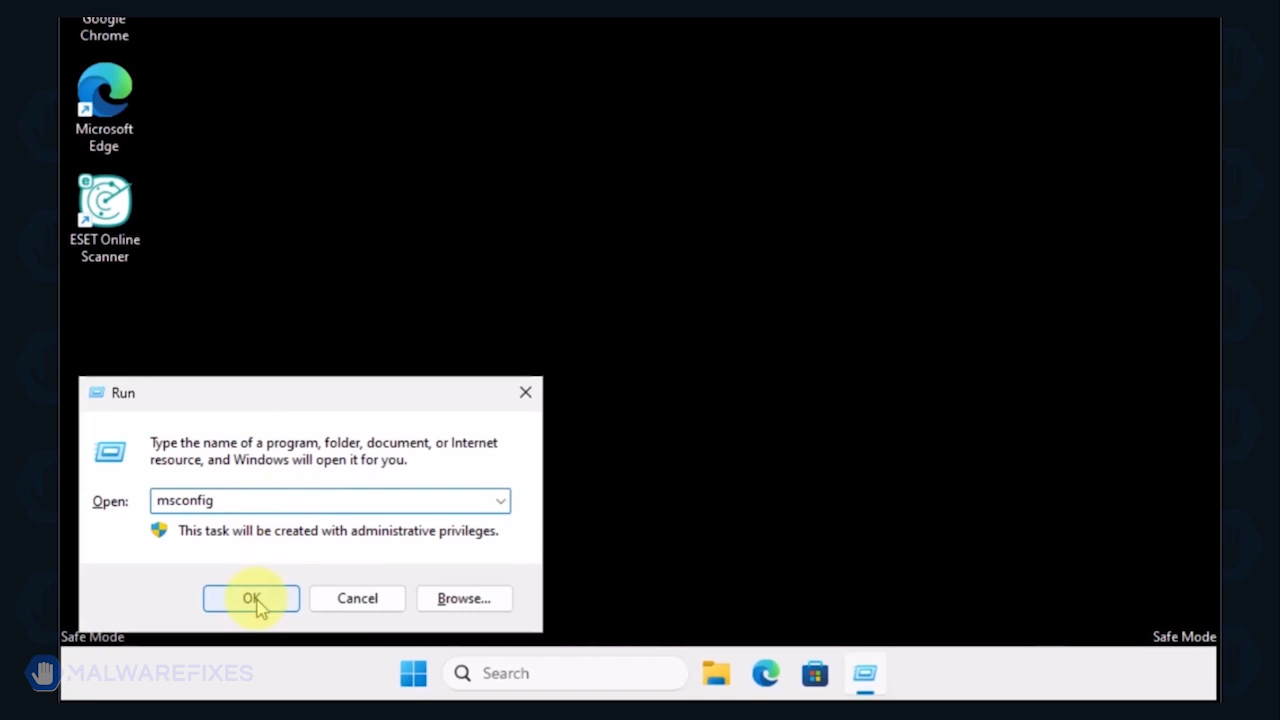 Google
Chrome
Microsoft
Edge
ESET Online
Scanner
Run
Type the name of a program, folder, document, or Internet
resource, and Windows will open it for you.
Open: msconfig
This task will be created with administrative privileges.
OK Cancel Browse...
Safe Mode Safe Mode
MALWAREFIXES Search